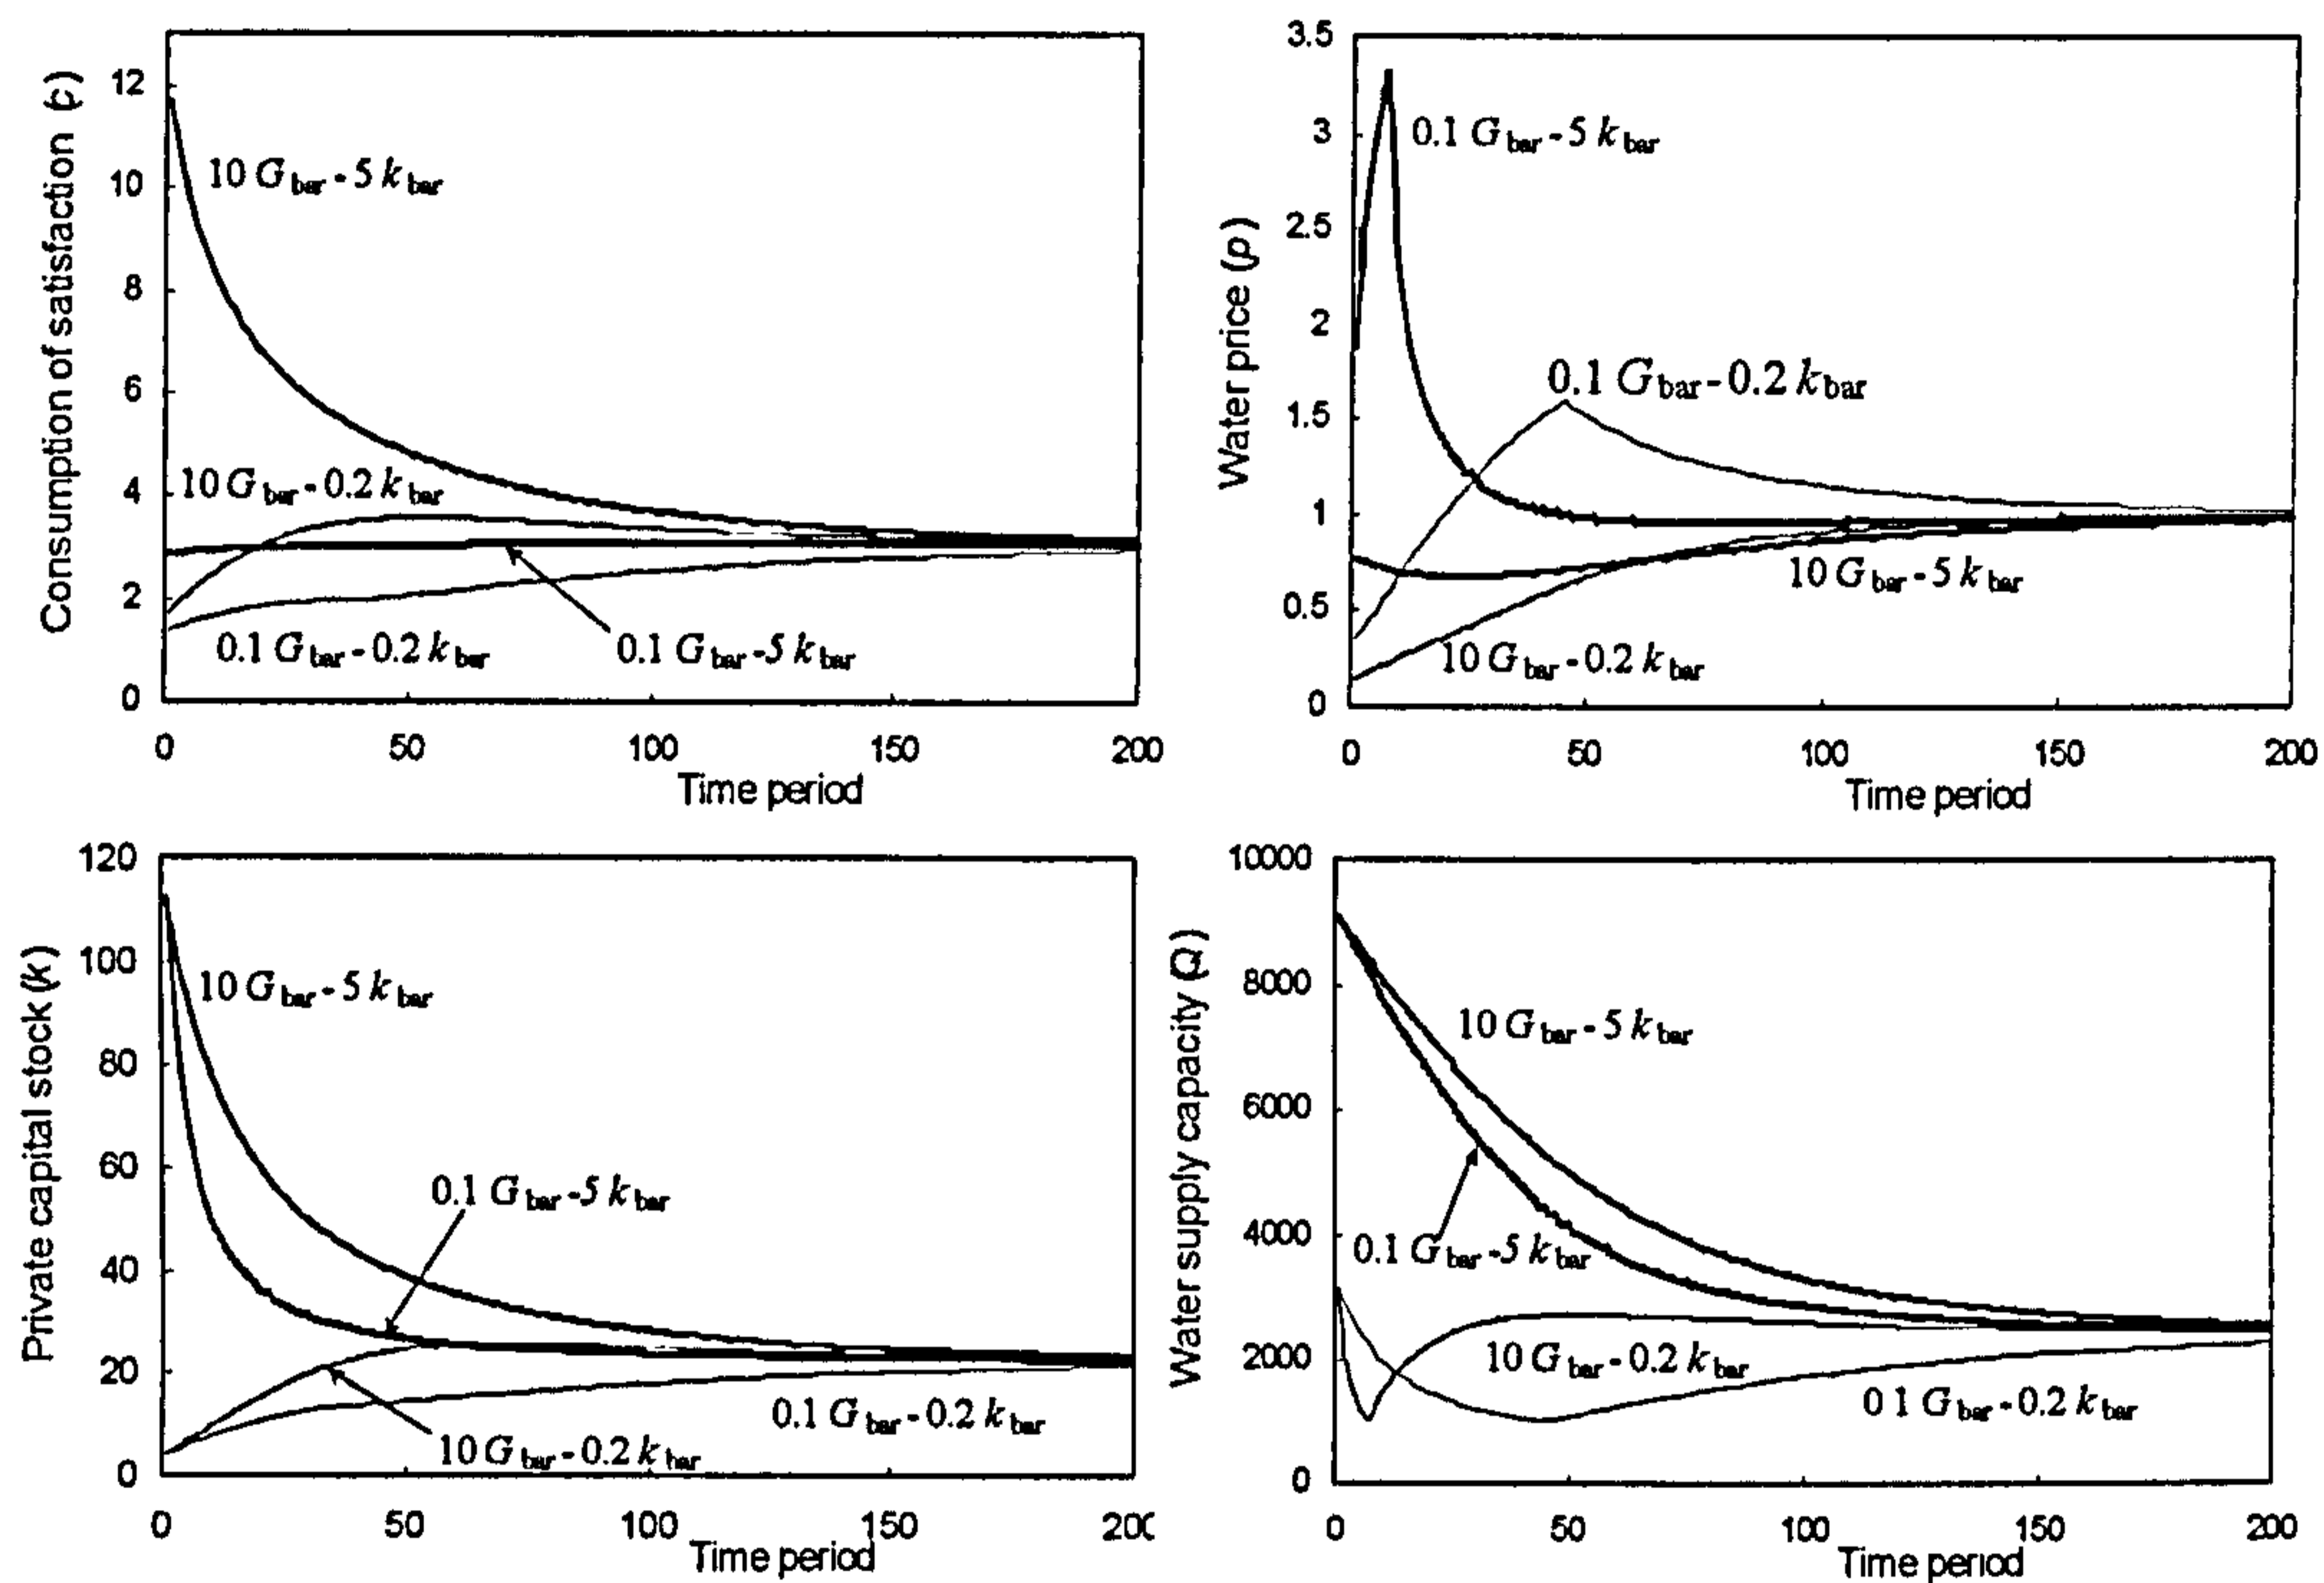 Consumption of satisfaction (c)
12
10
8
6
4
2
0
10 G bar - 5 k bar
10 G bar - 0.2 k bar
0.1 G bar - 0.2 k bar
0.1 G bar - 5 k bar
0 50 100 150 200
Time period
Water price (p)
3.5
3
2.5
2
1.5
1
0.5
0
0.1 G bar - 5 k bar
0.1 G bar - 0.2 k bar
10 G bar - 5 k bar
10 G bar - 0.2 k bar
0 50 100 150 200
Time period
Private capital stock (k)
120
100
80
60
40
20
0
10 G bar - 5 k bar
0.1 G bar - 5 k bar
0.1 G bar - 0.2 k bar
10 G bar - 0.2 k bar
0 50 100 150 200
Time period
Water supply capacity (Q)
10000
8000
6000
4000
2000
0
10 G bar - 5 k bar
0.1 G bar - 5 k bar
10 G bar - 0.2 k bar
0 1 G bar - 0.2 k bar
0 50 100 150 200
Time period